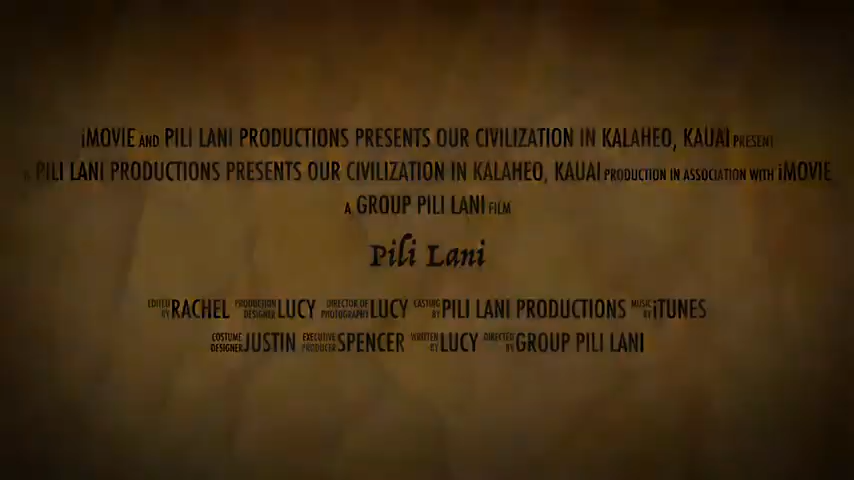 iMOVIE AND PILI LANI PRODUCTIONS PRESENTS OUR CIVILIZATION IN KALAHEO, KAUAI PRESENT
A PILI LANI PRODUCTIONS PRESENTS OUR CIVILIZATION IN KALAHEO, KAUAI PRODUCTION IN ASSOCIATION WITH iMOVIE
A GROUP PILI LANI FILM
Pili Lani
EDITED BY RACHEL PRODUCTION DESIGNER LUCY DIRECTOR OF PHOTOGRAPHY LUCY CASTING BY PILI LANI PRODUCTIONS MUSIC BY iTUNES
COSTUME DESIGNER JUSTIN EXECUTIVE PRODUCER SPENCER WRITTEN BY LUCY DIRECTED BY GROUP PILI LANI